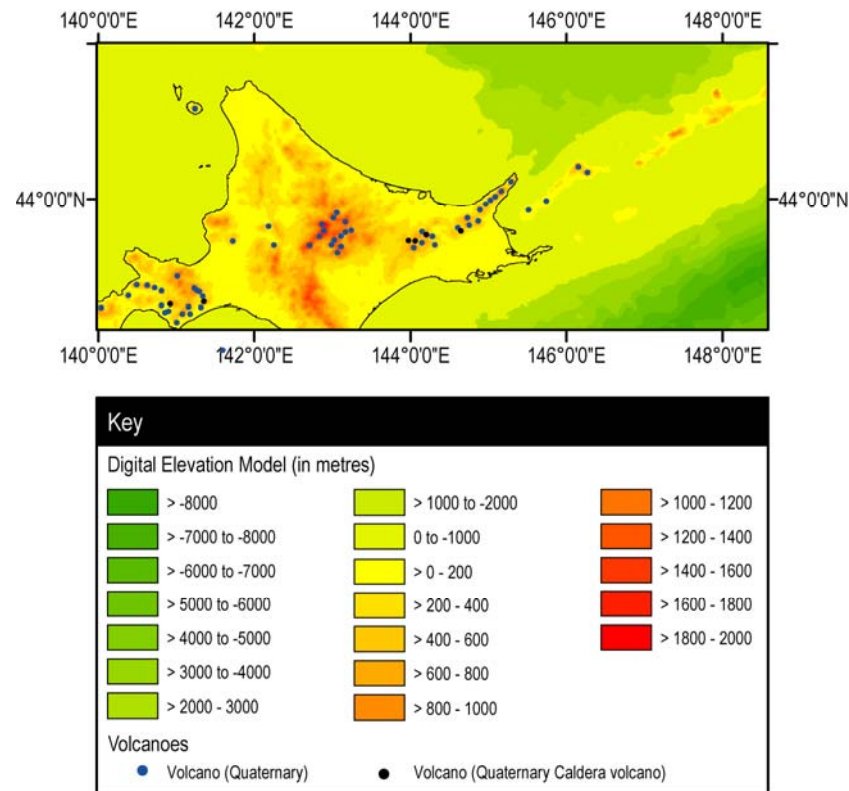 140°0'0"E 142°0'0"E 144°0'0"E 146°0'0"E 148°0'0"E
44°0'0"N 44°0'0"N
140°0'0"E 142°0'0"E 144°0'0"E 146°0'0"E 148°0'0"E
Key
Digital Elevation Model (in metres)
> -8000
> -7000 to -8000
> -6000 to -7000
> 5000 to -6000
> 4000 to -5000
> 3000 to -4000
> 2000 - 3000
> 1000 to -2000
0 to -1000
> 0 - 200
> 200 - 400
> 400 - 600
> 600 - 800
> 800 - 1000
> 1000 - 1200
> 1200 - 1400
> 1400 - 1600
> 1600 - 1800
> 1800 - 2000
Volcanoes
Volcano (Quaternary) Volcano (Quaternary Caldera volcano)